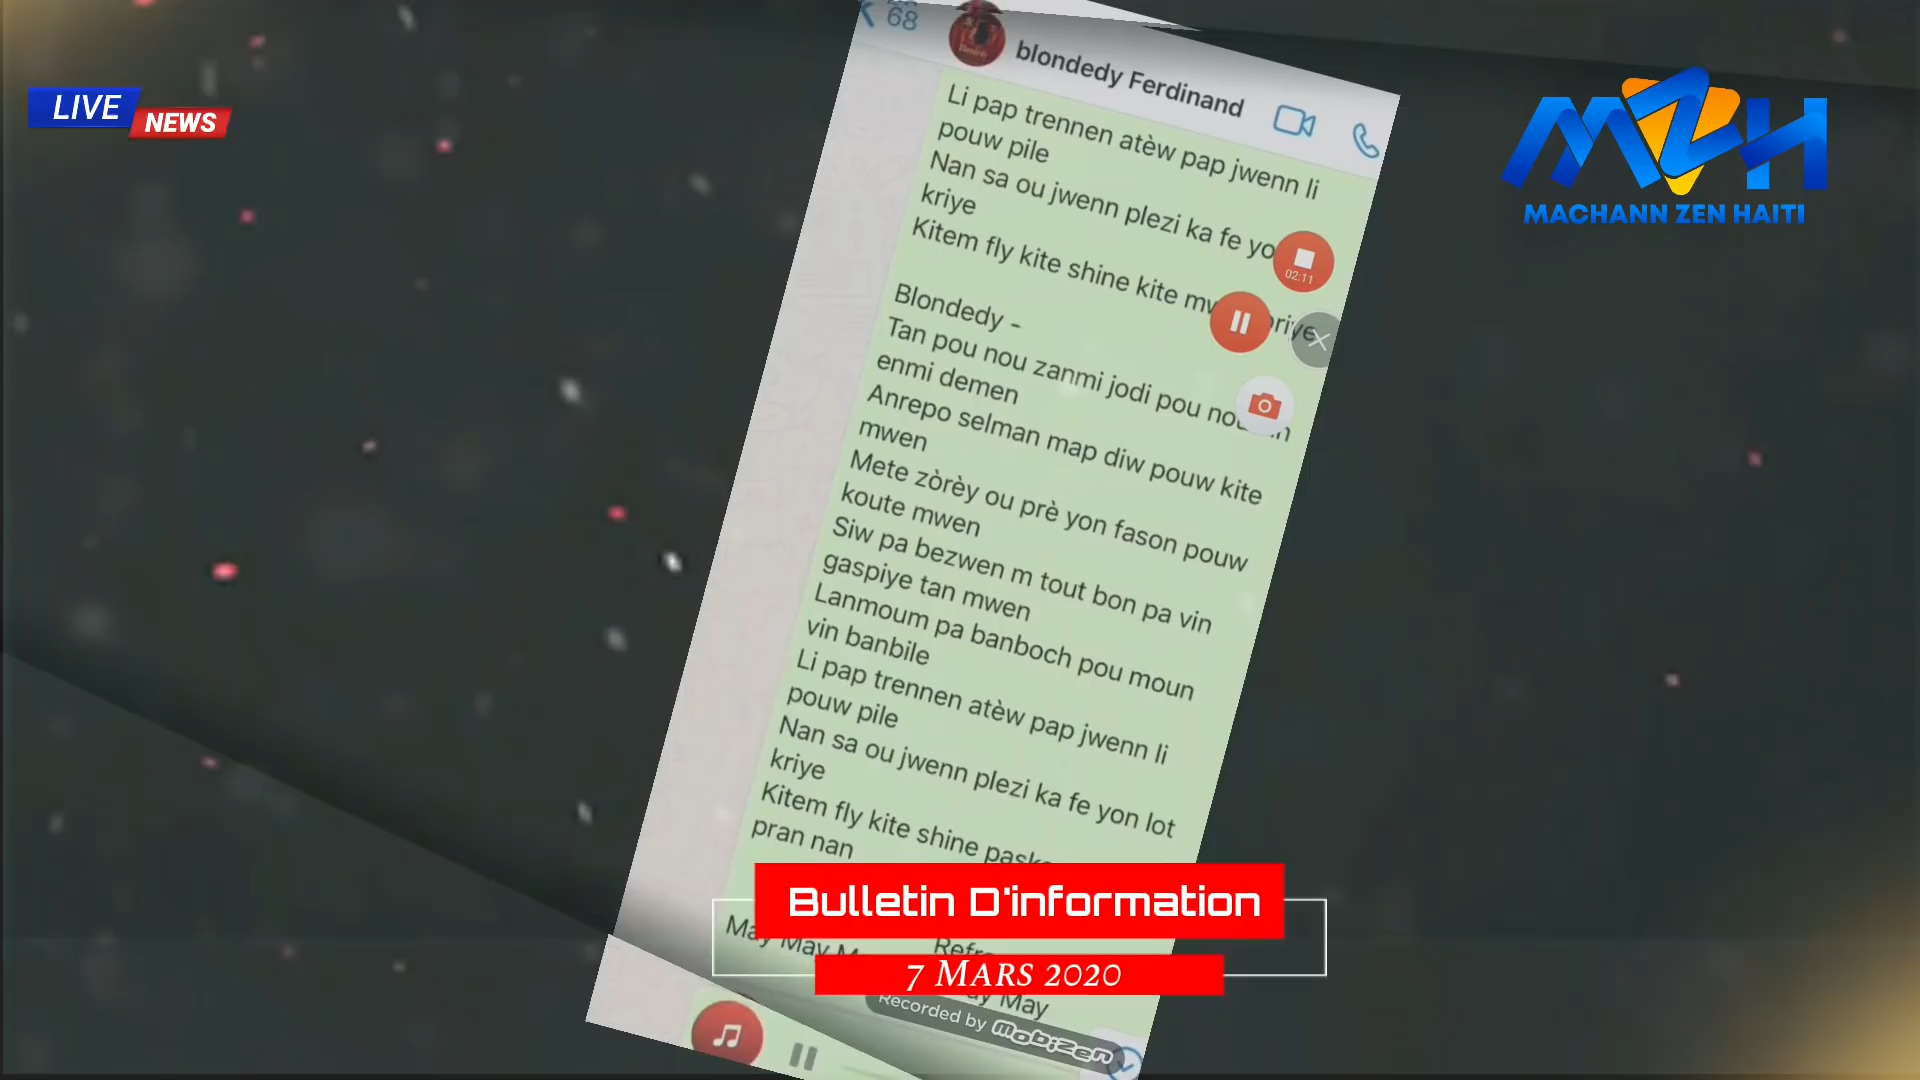 LIVE
NEWS
MZH
MACHANN ZEN HAITI
68
blondedy Ferdinand
Li pap trennen atèw pap jwenn li
pouw pile
Nan sa ou jwenn plezi ka fe yo
kriye
Kitem fly kite shine kite
02:11
Blondedy -
Tan pou nou zanmi jodi pou
enmi demen
Anrepo selman map diw pouw kite
mwen
Mete zòrèy ou prè yon fason pouw
koute mwen
Siw pa bezwen m tout bon pa vin
gaspiye tan mwen
Lanmoum pa banboch pou moun
vin banbile
Li pap trennen atèw pap jwenn li
pouw pile
Nan sa ou jwenn plezi ka fe yon lot
kriye
Kitem fly kite shine
pran nan
Bulletin D'information
May May
7 MARS 2020
May
Recorded by mobizen